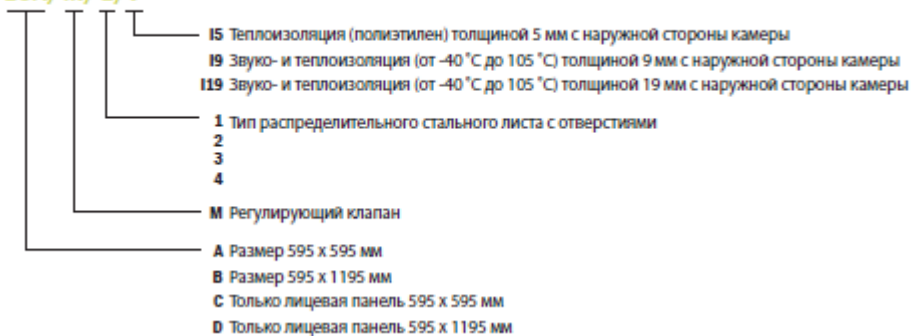 I5 Теплоизоляция (полиэтилен) толщиной 5 мм с наружной стороны камеры
I9 Звуко- и теплоизоляция (от -40 ˚C до 105 ˚C) толщиной 9 мм с наружной стороны камеры
I19 Звуко- и теплоизоляция (от -40 ˚C до 105 ˚C) толщиной 19 мм с наружной стороны камеры
1 Тип распределительного стального листа с отверстиями
2
3
4
M Регулирующий клапан
A Размер 595 x 595 мм
B Размер 595 x 1195 мм
C Только лицевая панель 595 x 595 мм
D Только лицевая панель 595 x 1195 мм